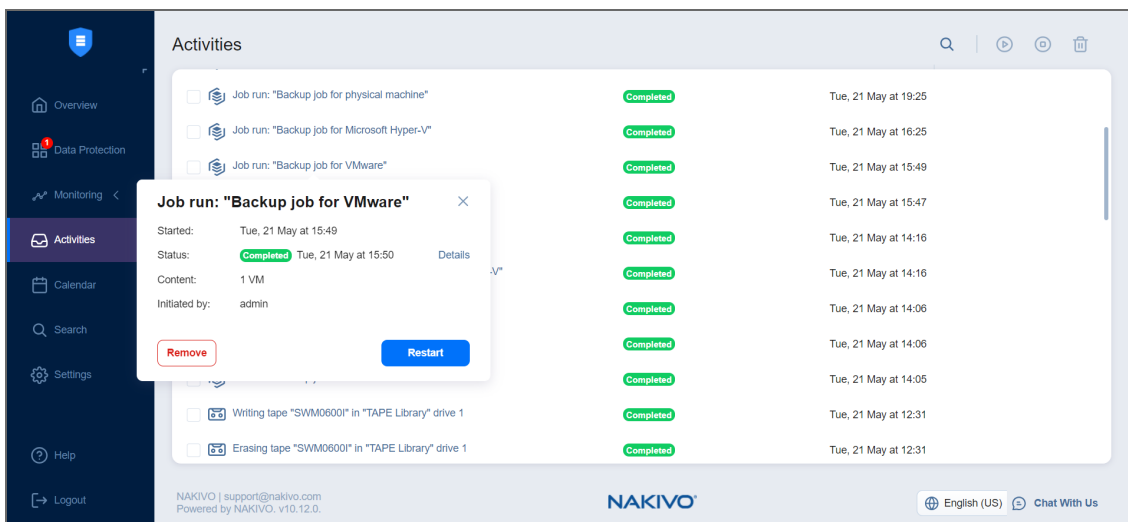 Activities
Overview
1
Data Protection
Monitoring
Activities
Calendar
Search
Settings
Help
Logout
Job run: "Backup job for physical machine" Completed Tue, 21 May at 19:25
Job run: "Backup job for Microsoft Hyper-V" Completed Tue, 21 May at 16:25
Job run: "Backup job for VMware" Completed Tue, 21 May at 15:49
Completed Tue, 21 May at 15:47
Completed Tue, 21 May at 14:16
-V" Completed Tue, 21 May at 14:16
Completed Tue, 21 May at 14:06
Completed Tue, 21 May at 14:06
Completed Tue, 21 May at 14:05
Writing tape "SWM0600I" in "TAPE Library" drive 1 Completed Tue, 21 May at 12:31
Erasing tape "SWM0600I" in "TAPE Library" drive 1 Completed Tue, 21 May at 12:31
Job run: "Backup job for VMware"
Started: Tue, 21 May at 15:49
Status: Completed Tue, 21 May at 15:50 Details
Content: 1 VM
Initiated by: admin
Remove Restart
NAKIVO | support@nakivo.com
Powered by NAKIVO. v10.12.0.
NAKIVO®
English (US) Chat With Us